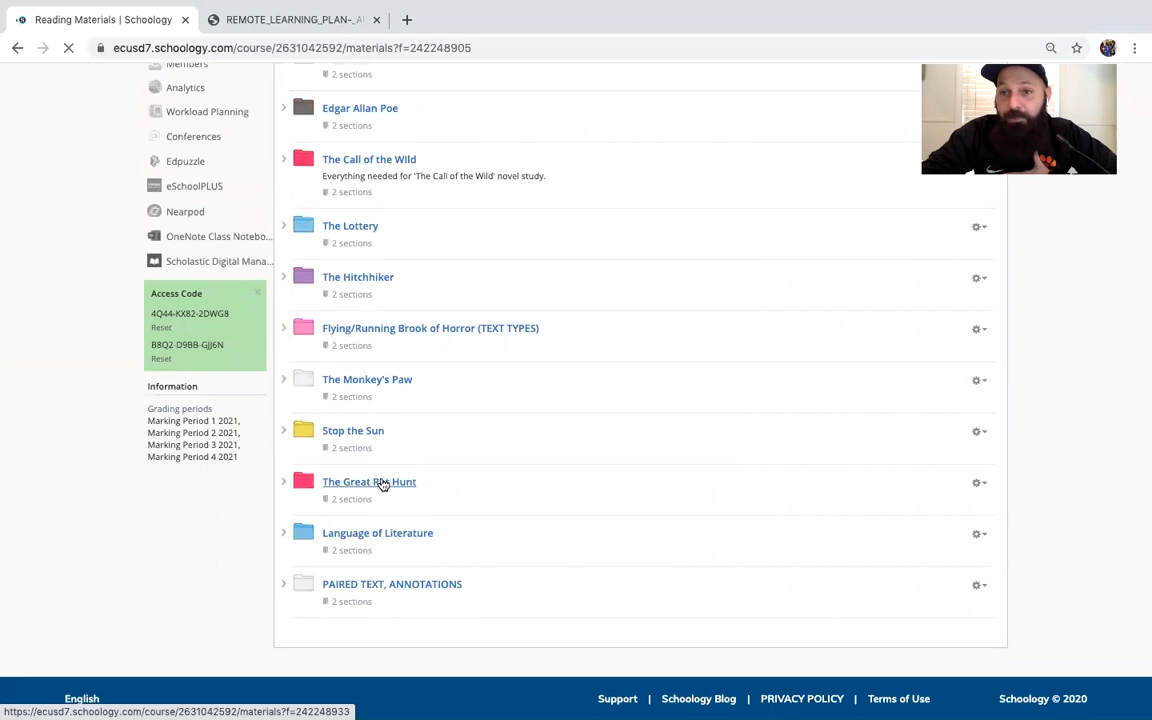 Reading Materials | Schoology
REMOTE_LEARNING_PLAN-_A
ecusd7.schoology.com/course/2631042592/materials?f=242248905
Members
Analytics
Workload Planning
Conferences
Edpuzzle
eSchoolPLUS
Nearpod
OneNote Class Notebo...
Scholastic Digital Mana...
Access Code
4Q44-KX82-2DWG8
Reset
B8Q2-D9BB-GJJ6N
Reset
Information
Grading periods
Marking Period 1 2021,
Marking Period 2 2021,
Marking Period 3 2021,
Marking Period 4 2021
2 sections
Edgar Allan Poe
2 sections
The Call of the WIld
Everything needed for 'The Call of the Wild' novel study.
2 sections
The Lottery
2 sections
The Hitchhiker
2 sections
Flying/Running Brook of Horror (TEXT TYPES)
2 sections
The Monkey's Paw
2 sections
Stop the Sun
2 sections
The Great Hunt
2 sections
Language of Literature
2 sections
PAIRED TEXT, ANNOTATIONS
2 sections
English
Support | Schoology Blog | PRIVACY POLICY | Terms of Use
Schoology © 2020
https://ecusd7.schoology.com/course/2631042592/materials?f=242248933